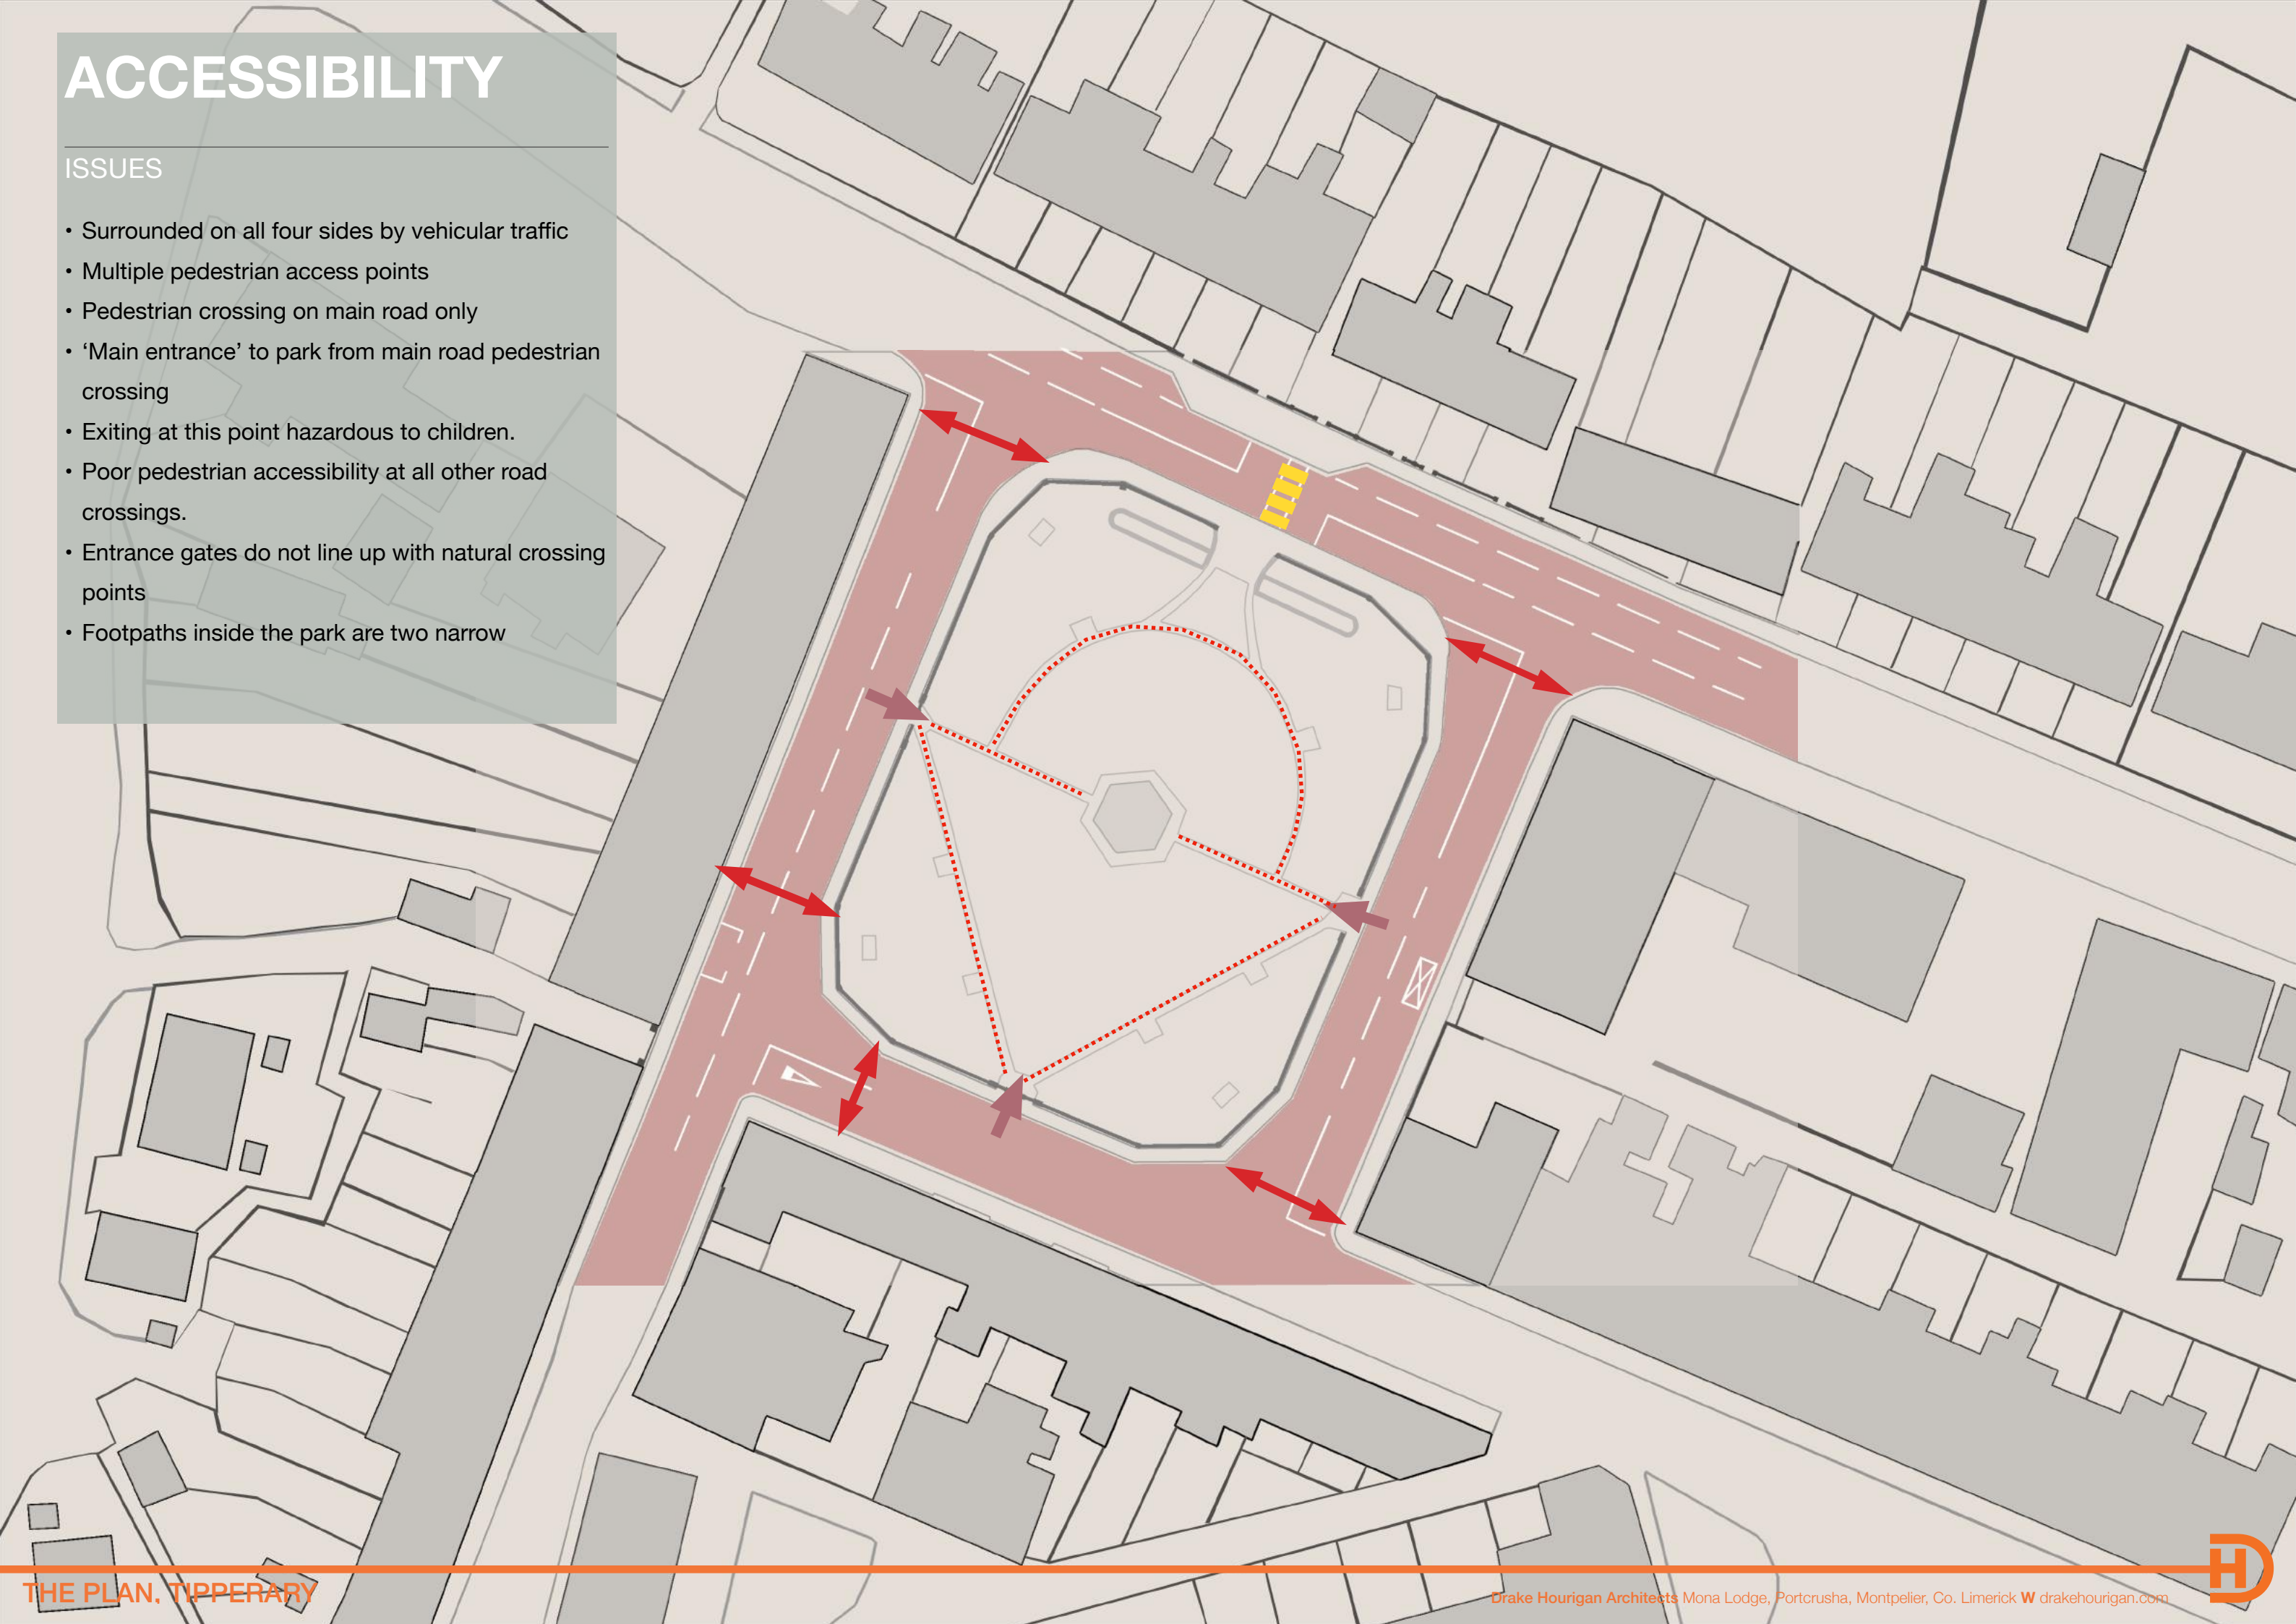 ACCESSIBILITY
ISSUES
• Surrounded on all four sides by vehicular traffic
• Multiple pedestrian access points
• Pedestrian crossing on main road only
• ‘Main entrance’ to park from main road pedestrian
crossing
• Exiting at this point hazardous to children.
• Poor pedestrian accessibility at all other road
crossings.
• Entrance gates do not line up with natural crossing
points
• Footpaths inside the park are two narrow
THE PLAN, TIPPERARY
Drake Hourigan Architects Mona Lodge, Portcrusha, Montpelier, Co. Limerick W drakehourigan.com
HD